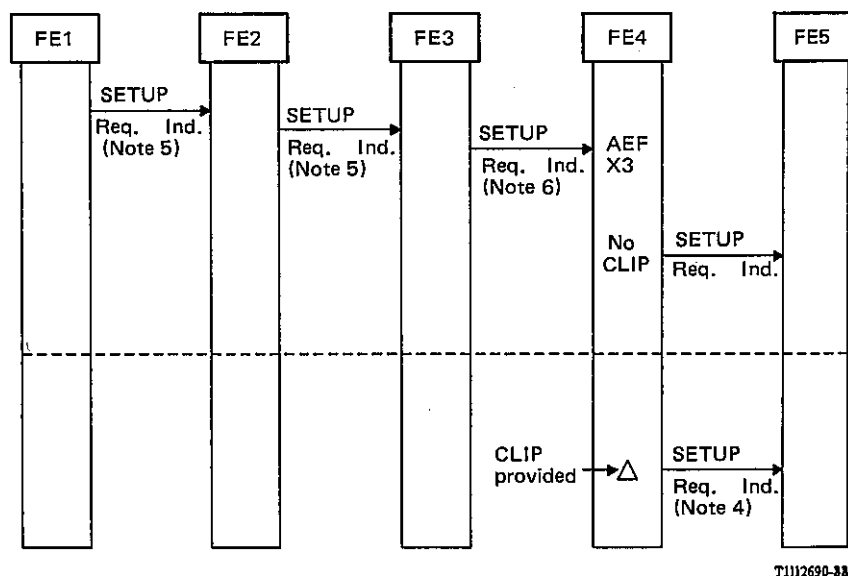 FE1
FE2
FE3
FE4
FE5
SETUP
Req. Ind.
(Note 5)
SETUP
Req. Ind.
(Note 5)
SETUP
Req. Ind.
(Note 6)
AEF
X3
No
CLIP
SETUP
Req. Ind.
CLIP
provided
SETUP
Req. Ind.
(Note 4)
T1112690-88